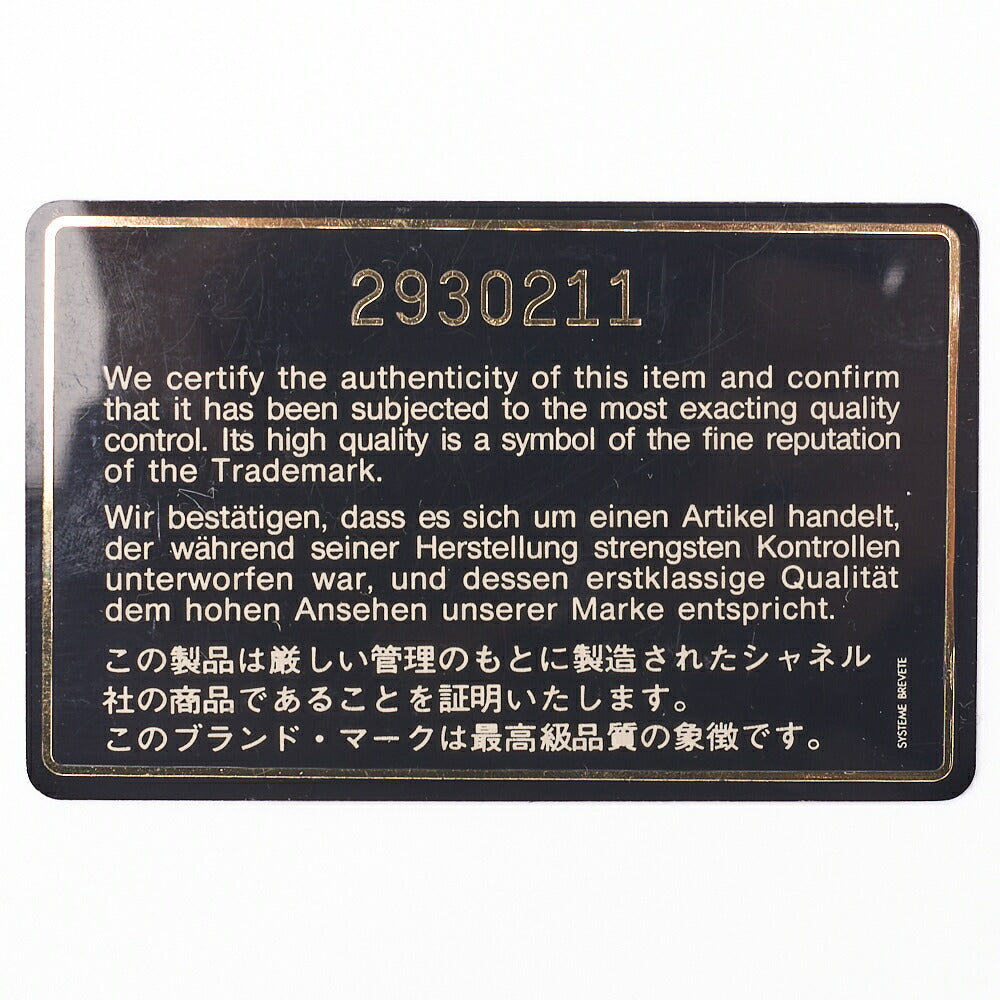 2930211
We certify the authenticity of this item and confirm
that it has been subjected to the most exacting quality
control. Its high quality is a symbol of the fine reputation
of the Trademark.
Wir bestätigen, dass es sich um einen Artikel handelt,
der während seiner Herstellung strengsten Kontrollen
unterworfen war, und dessen erstklassige Qualität
dem hohen Ansehen unserer Marke entspricht.
この製品は厳しい管理のもとに製造されたシャネル
社の商品であることを証明いたします。
このブランド・マークは最高級品質の象徴です。
SYSTEME BREVETE